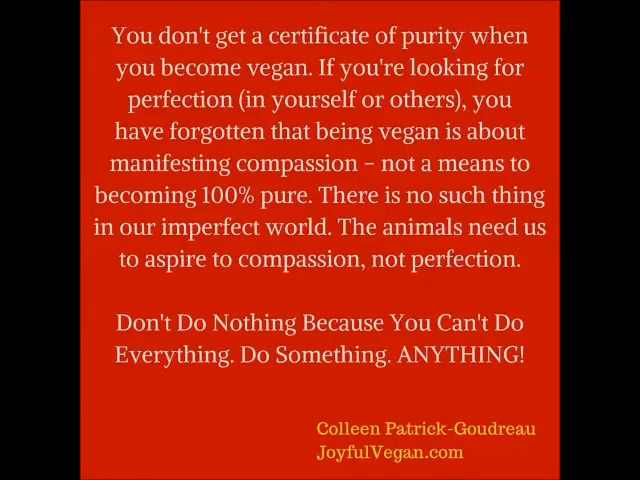 You don't get a certificate of purity when
you become vegan. If you're looking for
perfection (in yourself or others), you
have forgotten that being vegan is about
manifesting compassion – not a means to
becoming 100% pure. There is no such thing
in our imperfect world. The animals need us
to aspire to compassion, not perfection.
Don't Do Nothing Because You Can't Do
Everything. Do Something. ANYTHING!
Colleen Patrick-Goudreau
JoyfulVegan.com